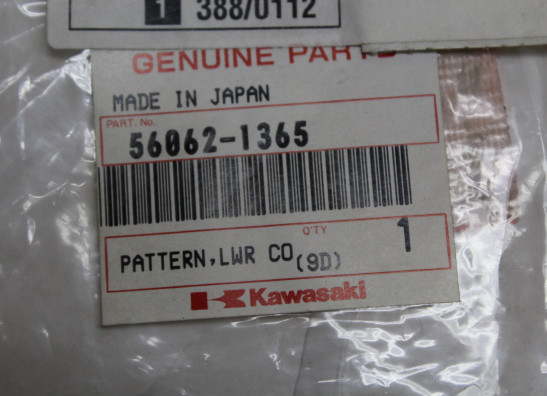 1 388/0112
GENUINE PARTS
MADE IN JAPAN
PART. No.
56062-1365
Q'TY
1
PATTERN,LWR CO(9D)
Kawasaki